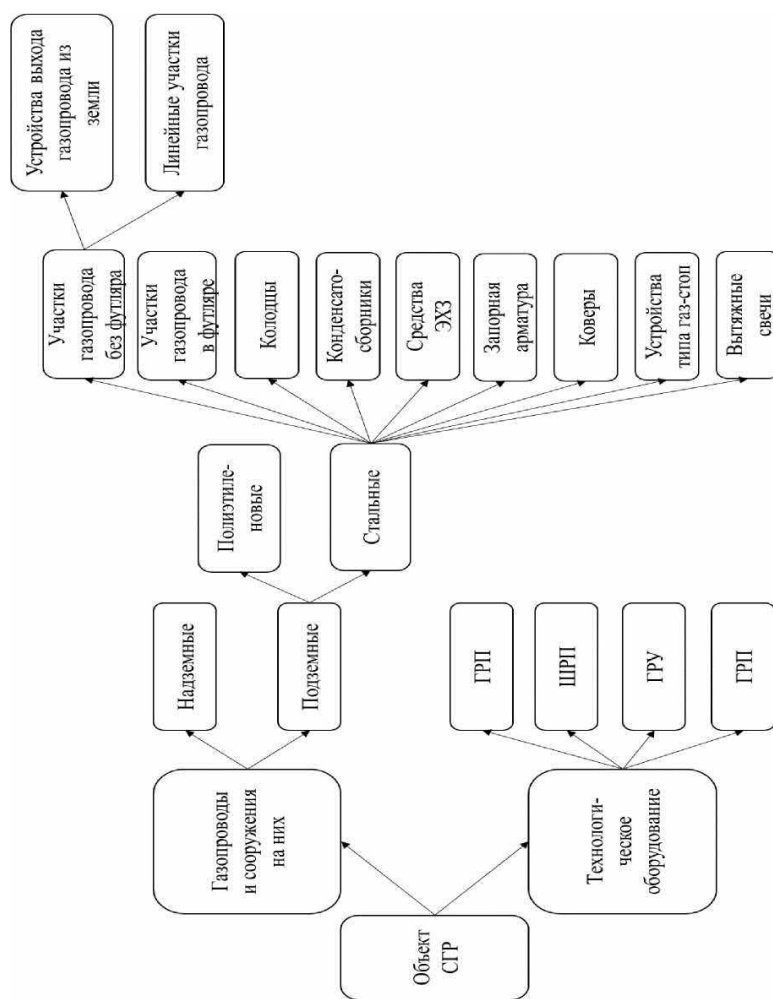 Объект
СГР
Газопроводы
и сооружения
на них
Технологи-
ческое
оборудование
Надземные
Подземные
ГРП
ШРП
ГРУ
ГРП
Полиэтиле-
новые
Стальные
Участки
газопровода
без футляра
Участки
газопровода
в футляре
Колодцы
Конденсато-
сборники
Средства
ЭХЗ
Запорная
арматура
Коверы
Устройства
типа газ-стоп
Вытяжные
свечи
Устройства выхода
газопровода из
земли
Линейные участки
газопровода